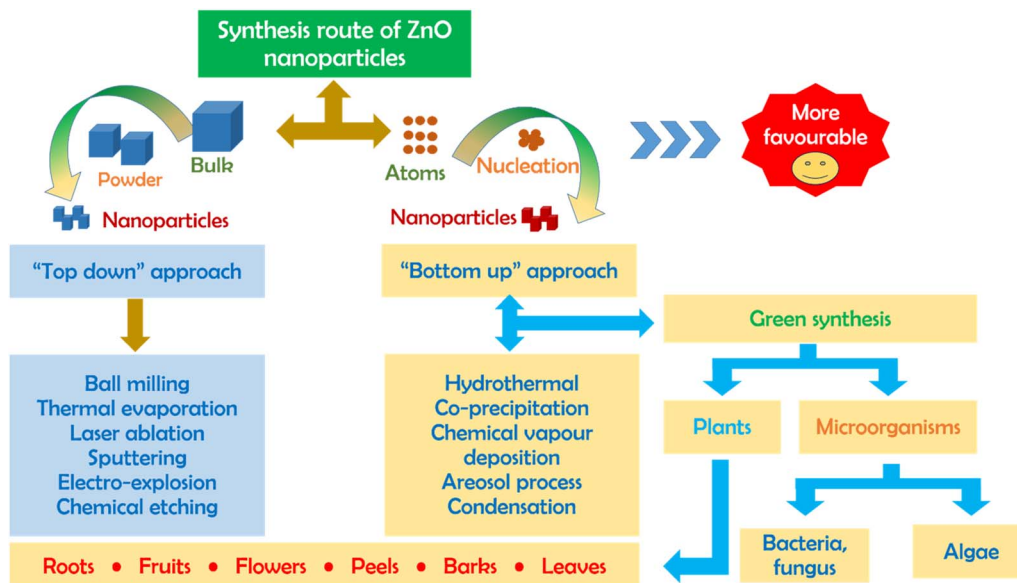 Synthesis route of ZnO
nanoparticles
More
favourable
Bulk
Powder
Nanoparticles
Atoms
Nucleation
Nanoparticles
“Top down” approach
“Bottom up” approach
Green synthesis
Ball milling
Thermal evaporation
Laser ablation
Sputtering
Electro-explosion
Chemical etching
Hydrothermal
Co-precipitation
Chemical vapour
deposition
Areosol process
Condensation
Plants
Microorganisms
Bacteria,
fungus
Algae
Roots • Fruits • Flowers • Peels • Barks • Leaves